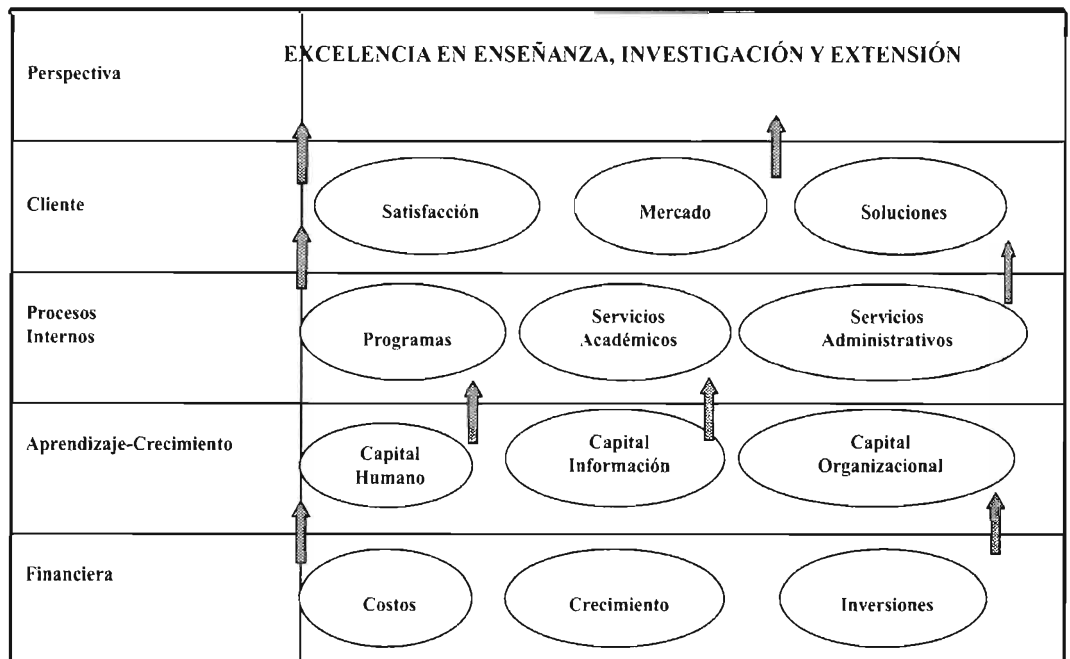 EXCELENCIA EN ENSEÑANZA, INVESTIGACIÓN Y EXTENSIÓN
Perspectiva
Cliente
Satisfacción
Mercado
Soluciones
Procesos
Internos
Programas
Servicios
Académicos
Servicios
Administrativos
Aprendizaje-Crecimiento
Capital
Humano
Capital
Información
Capital
Organizacional
Financiera
Costos
Crecimiento
Inversiones